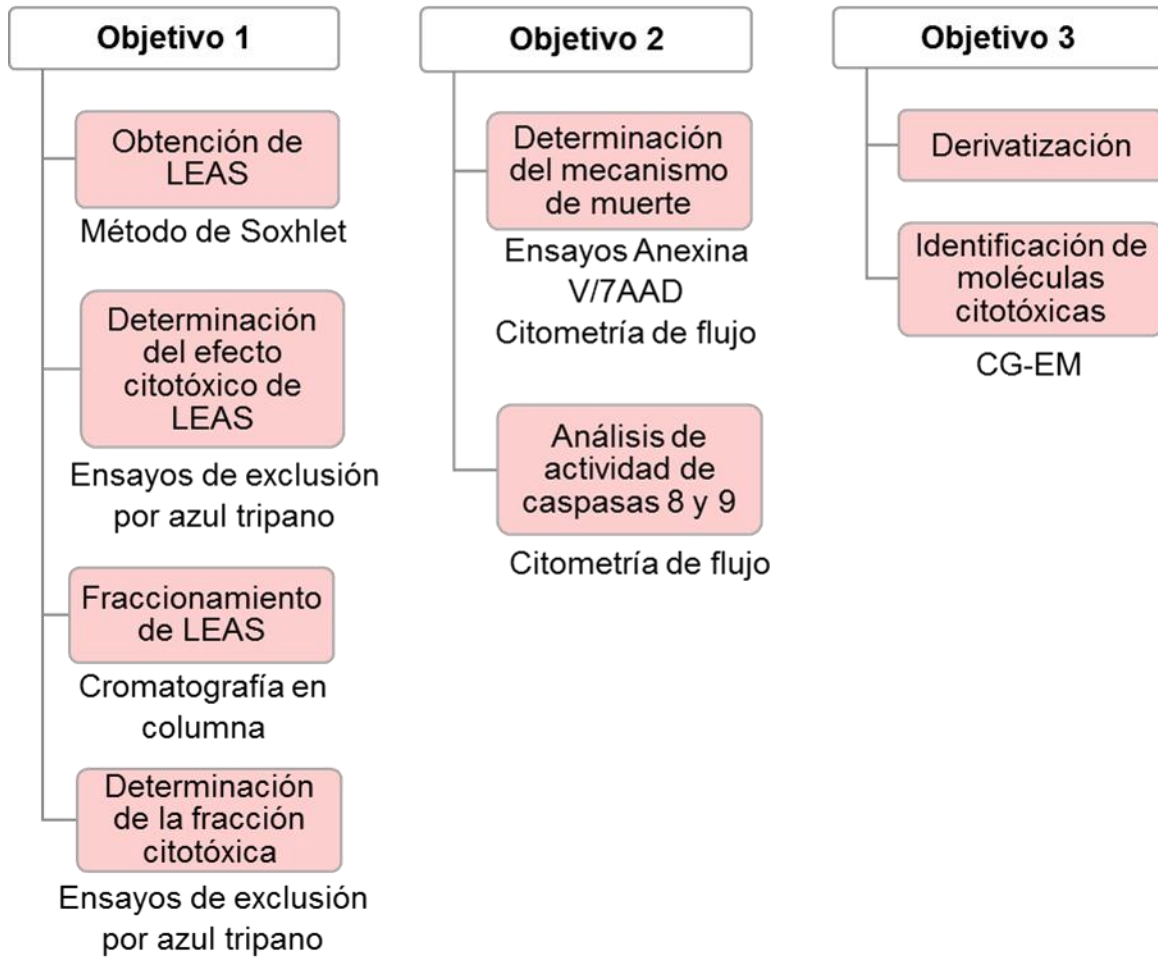 Objetivo 1
Obtención de
LEAS
Método de Soxhlet
Determinación
del efecto
citotóxico de
LEAS
Ensayos de exclusión
por azul tripano
Fraccionamiento
de LEAS
Cromatografía en
columna
Determinación
de la fracción
citotóxica
Ensayos de exclusión
por azul tripano
Objetivo 2
Determinación
del mecanismo
de muerte
Ensayos Anexina
V/7AAD
Citometría de flujo
Análisis de
actividad de
caspasas 8 y 9
Citometría de flujo
Objetivo 3
Derivatización
Identificación de
moléculas
citotóxicas
CG-EM